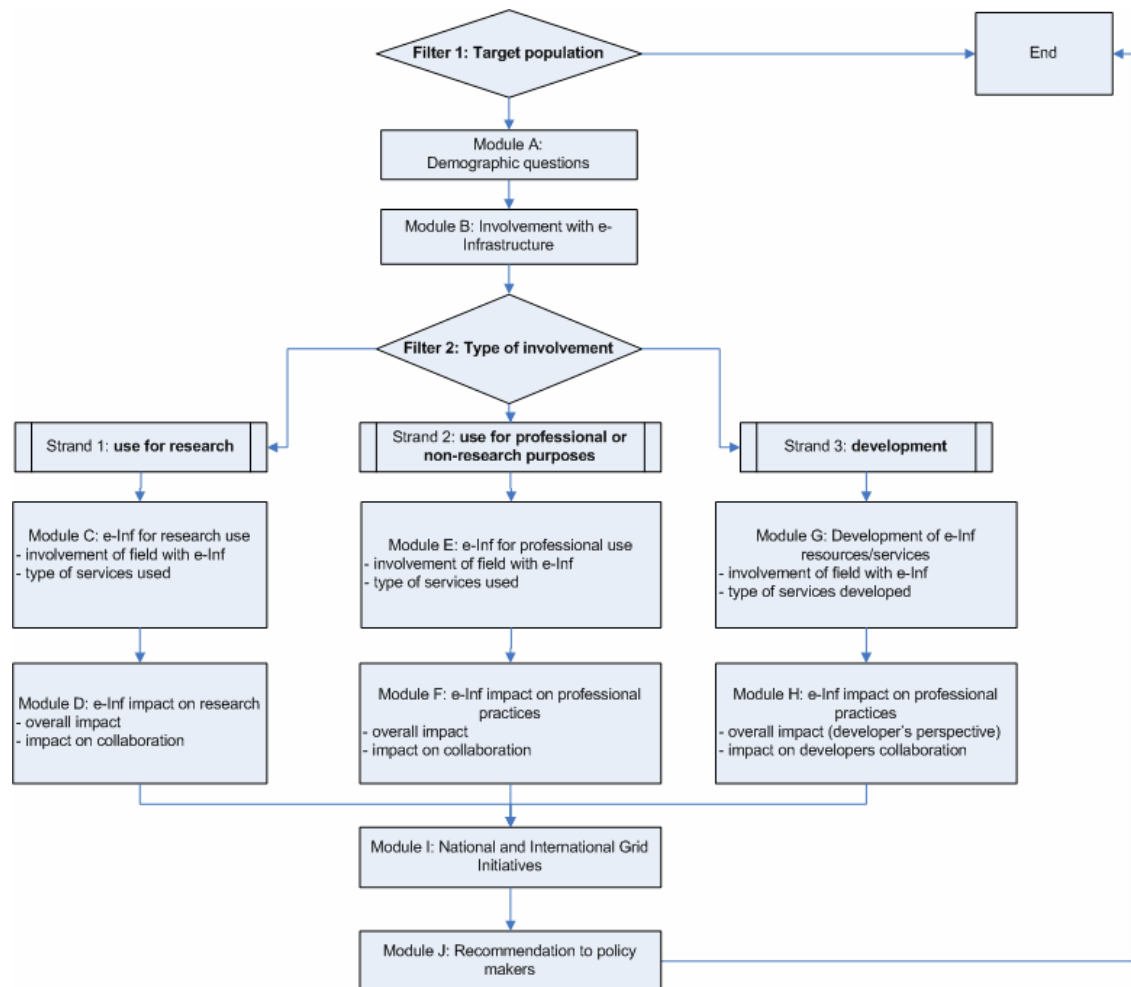 Filter 1: Target population
End
Module A:
Demographic questions
Module B: Involvement with e-
Infrastructure
Filter 2: Type of involvement
Strand 1: use for research
Strand 2: use for professional or
non-research purposes
Strand 3: development
Module C: e-Inf for research use
- involvement of field with e-Inf
- type of services used
Module E: e-Inf for professional use
- involvement of field with e-Inf
- type of services used
Module G: Development of e-Inf
resources/services
- involvement of field with e-Inf
- type of services developed
Module D: e-Inf impact on research
- overall impact
- impact on collaboration
Module F: e-Inf impact on professional
practices
- overall impact
- impact on collaboration
Module H: e-Inf impact on professional
practices
- overall impact (developer's perspective)
- impact on developers collaboration
Module I: National and International Grid
Initiatives
Module J: Recommendation to policy
makers